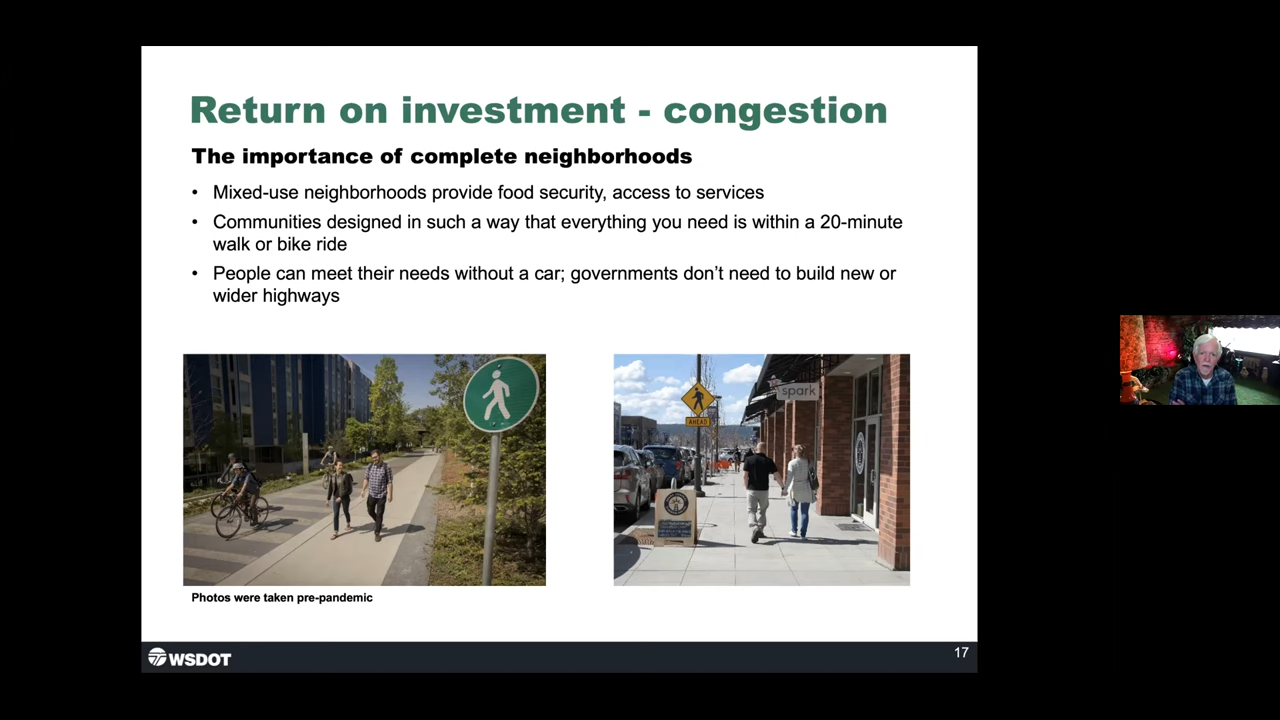 Return on investment - congestion
The importance of complete neighborhoods
• Mixed-use neighborhoods provide food security, access to services
• Communities designed in such a way that everything you need is within a 20-minute
walk or bike ride
• People can meet their needs without a car; governments don’t need to build new or
wider highways
spark
AHEAD
Photos were taken pre-pandemic
WSDOT
17